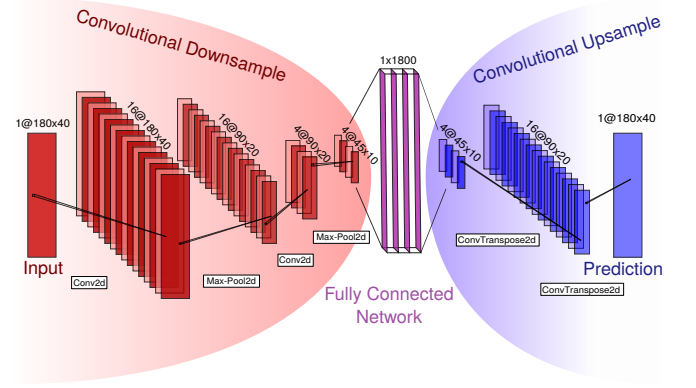 Convolutional Downsample
Convolutional Upsample
1x1800
1@180x40
16@180x40
16@90x20
4@90x20
4@45x10
4@45x10
16@90x20
1@180x40
Input
Conv2d
Max-Pool2d
Conv2d
Max-Pool2d
ConvTranspose2d
ConvTranspose2d
Prediction
Fully Connected
Network